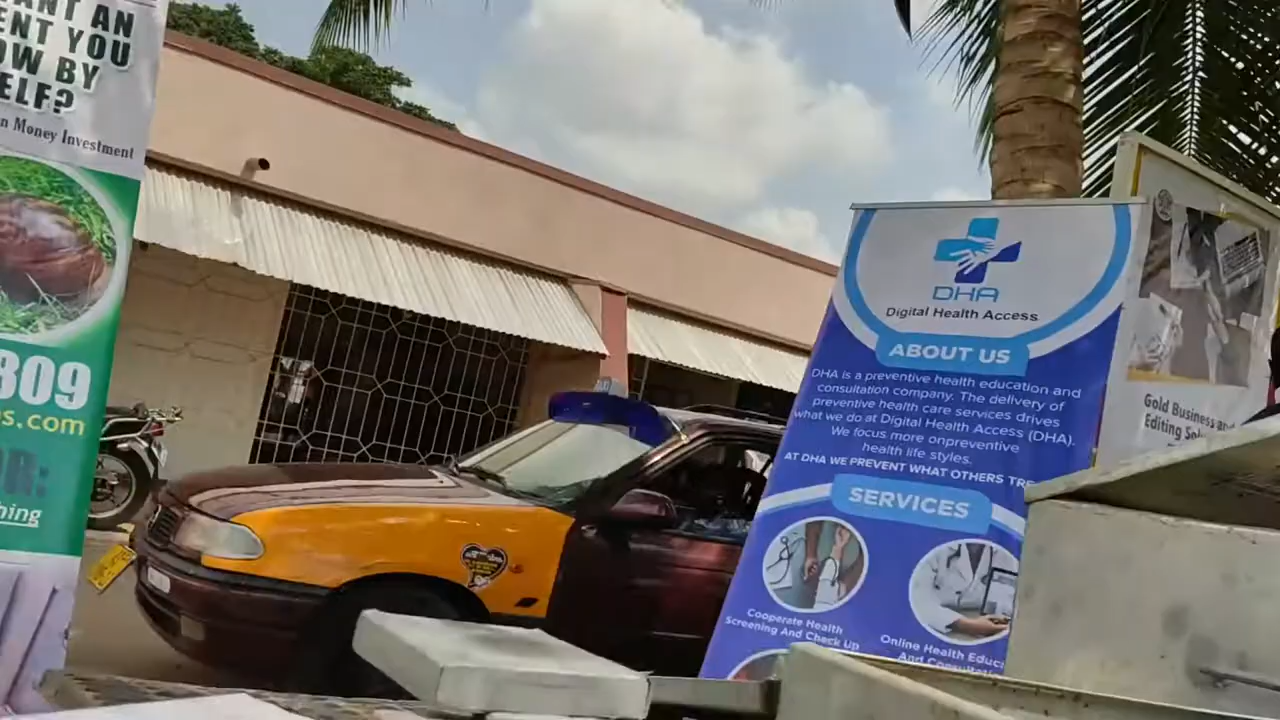 ANT AN
ENT YOU
OW BY
ELF?
n Money Investment
809
s.com
OR:
hing
DHA
Digital Health Access
ABOUT US
DHA is a preventive health education and
consultation company. The delivery of
preventive health care services drives
what we do at Digital Health Access (DHA).
We focus more onpreventive
health life styles.
AT DHA WE PREVENT WHAT OTHERS TRE
SERVICES
Cooperate Health
Screening And Check Up
Online Health Educ
And Consultati
Gold Business and
Editing Sol